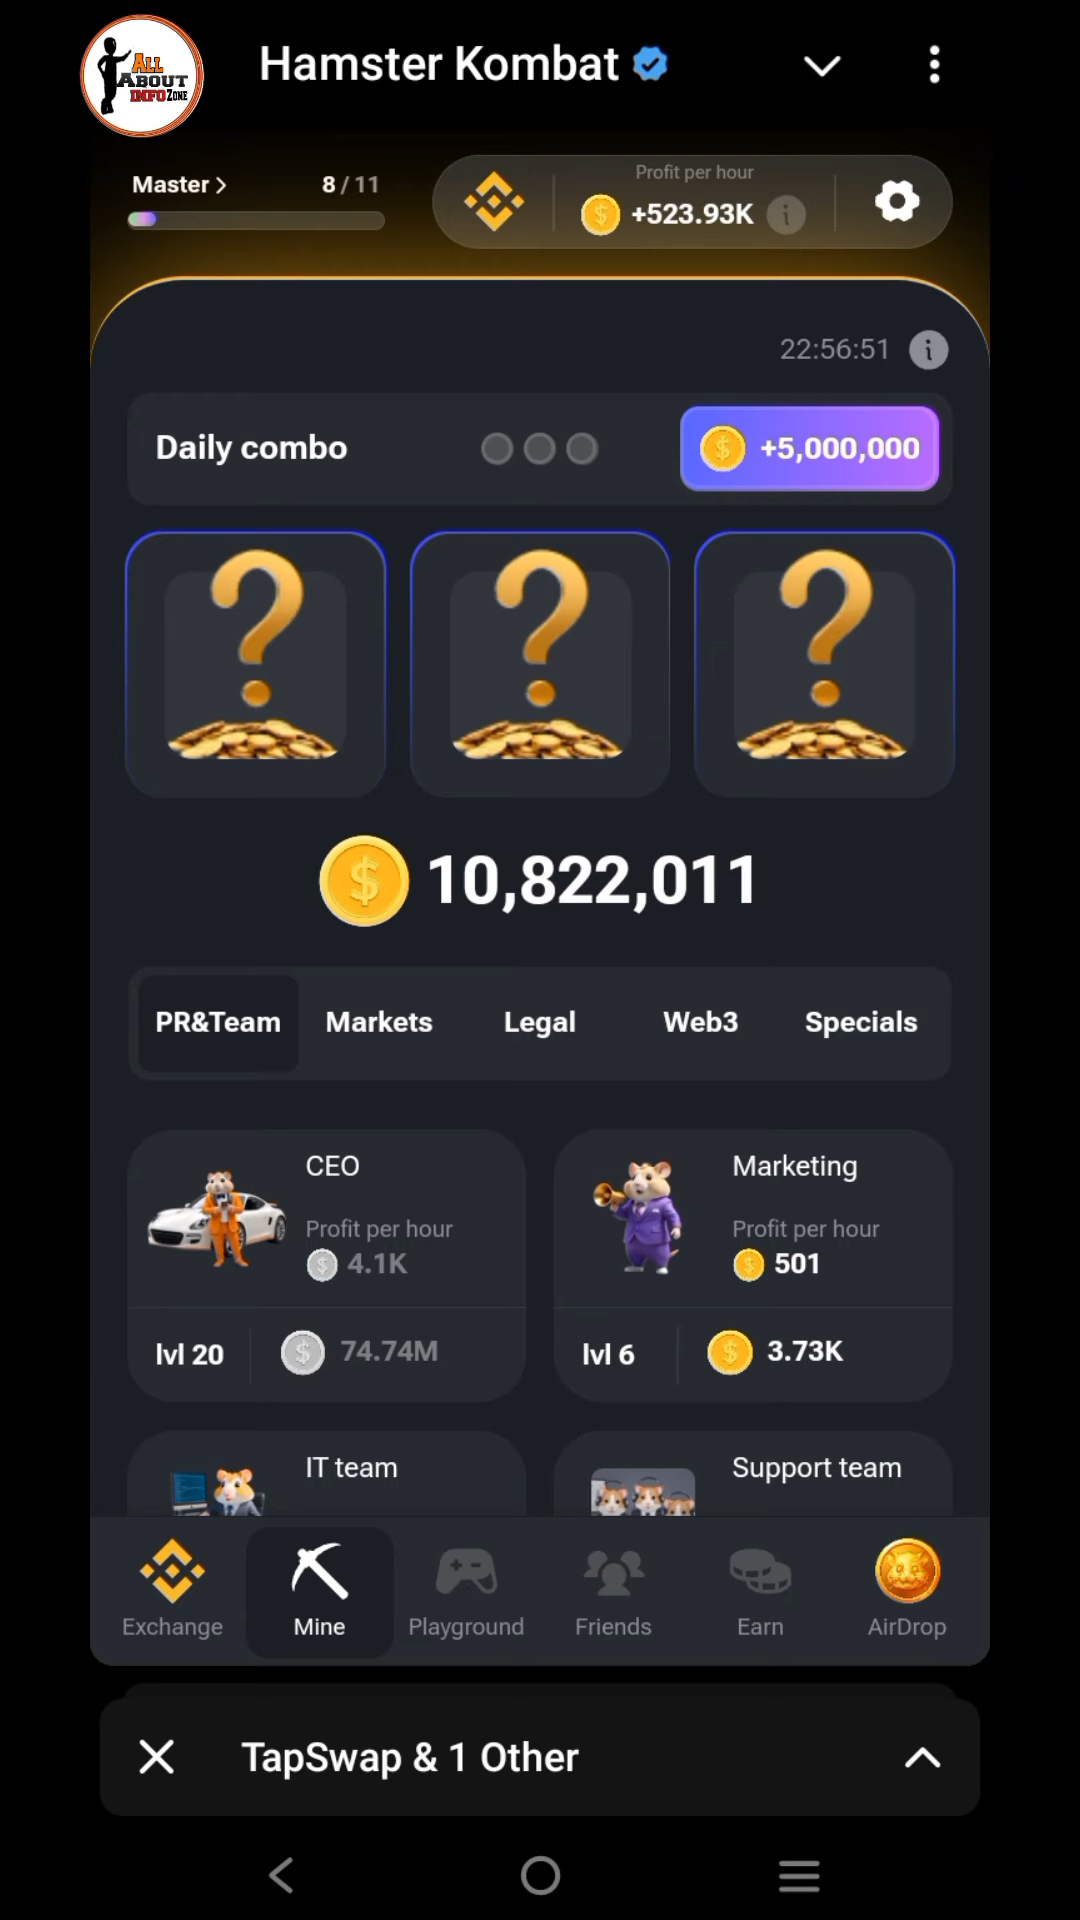 ALL
ABOUT
INFO ZONE
Hamster Kombat
Master >
8 / 11
Profit per hour
+523.93K
22:56:51
Daily combo
+5,000,000
10,822,011
PR&Team
Markets
Legal
Web3
Specials
CEO
Profit per hour
4.1K
lvl 20
74.74M
Marketing
Profit per hour
501
lvl 6
3.73K
IT team
Support team
Exchange
Mine
Playground
Friends
Earn
AirDrop
TapSwap & 1 Other